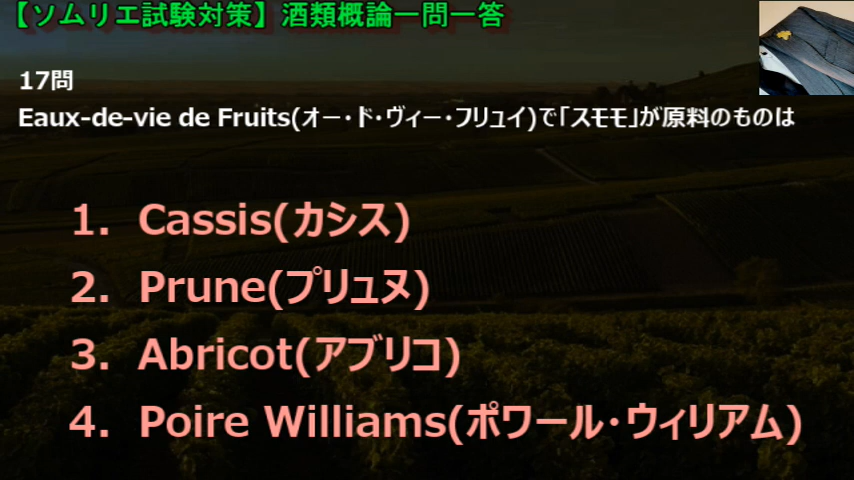 【ソムリエ試験対策】酒類概論一問一答
17問
Eaux-de-vie de Fruits(オー・ド・ヴィー・フリュイ)で「スモモ」が原料のものは
1. Cassis(カシス)
2. Prune(プリュヌ)
3. Abricot(アブリコ)
4. Poire Williams(ポワール・ウィリアム)